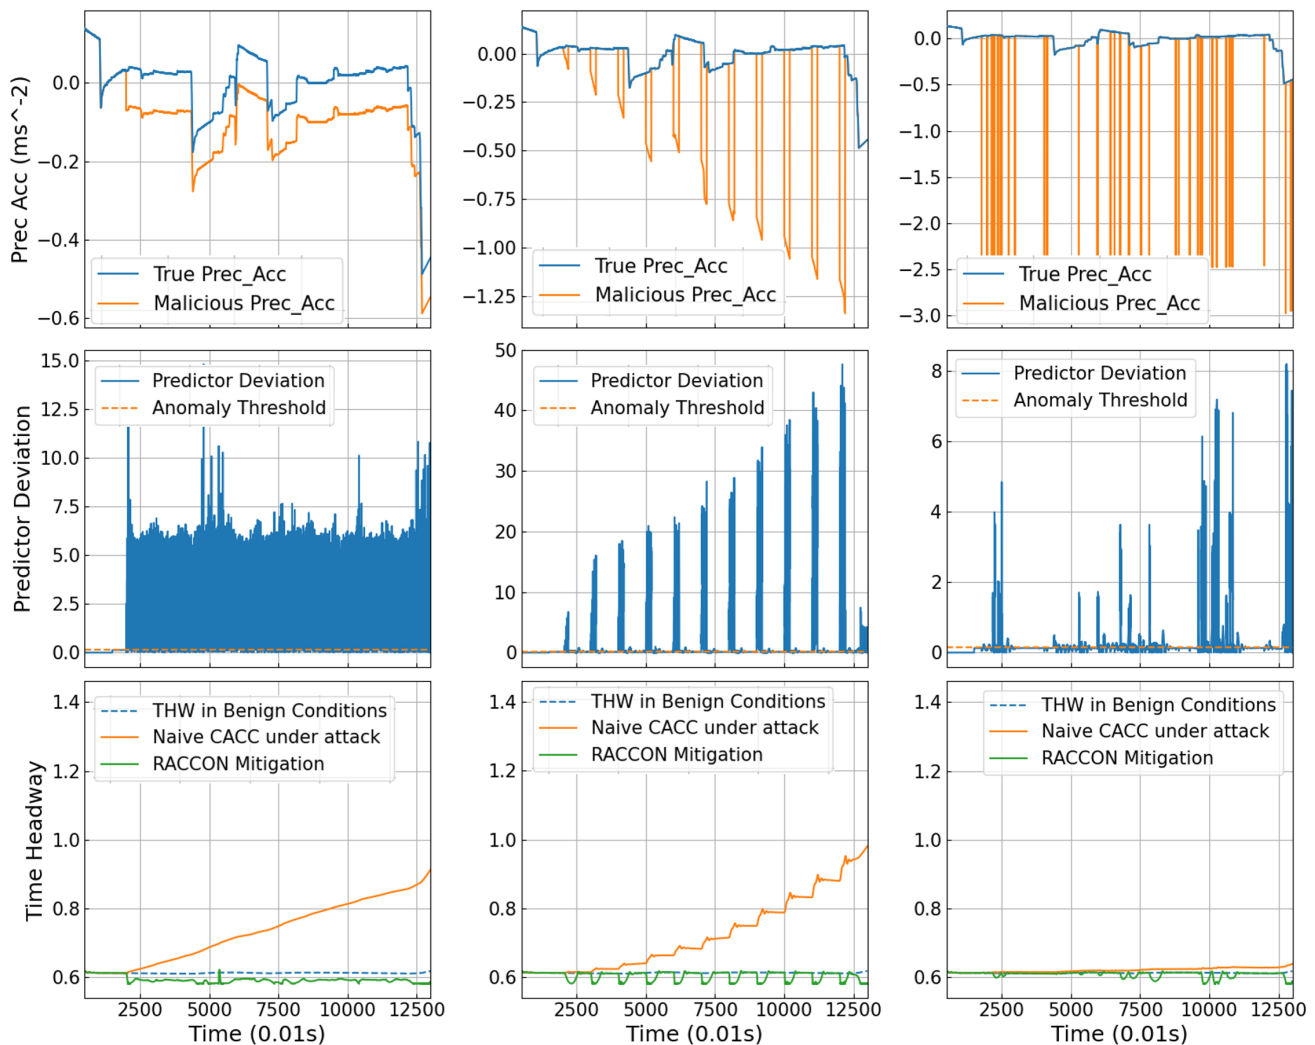 Prec Acc (ms^-2)
0.0
−0.2
−0.4
−0.6
True Prec_Acc
Malicious Prec_Acc
0.00
−0.25
−0.50
−0.75
−1.00
−1.25
True Prec_Acc
Malicious Prec_Acc
0.0
−0.5
−1.0
−1.5
−2.0
−2.5
−3.0
True Prec_Acc
Malicious Prec_Acc
Predictor Deviation
15.0
12.5
10.0
7.5
5.0
2.5
0.0
Predictor Deviation
Anomaly Threshold
50
40
30
20
10
0
Predictor Deviation
Anomaly Threshold
8
6
4
2
0
Predictor Deviation
Anomaly Threshold
Time Headway
1.4
1.2
1.0
0.8
0.6
THW in Benign Conditions
Naive CACC under attack
RACCON Mitigation
2500 5000 7500 10000 12500
Time (0.01s)
1.4
1.2
1.0
0.8
0.6
THW in Benign Conditions
Naive CACC under attack
RACCON Mitigation
2500 5000 7500 10000 12500
Time (0.01s)
1.4
1.2
1.0
0.8
0.6
THW in Benign Conditions
Naive CACC under attack
RACCON Mitigation
2500 5000 7500 10000 12500
Time (0.01s)